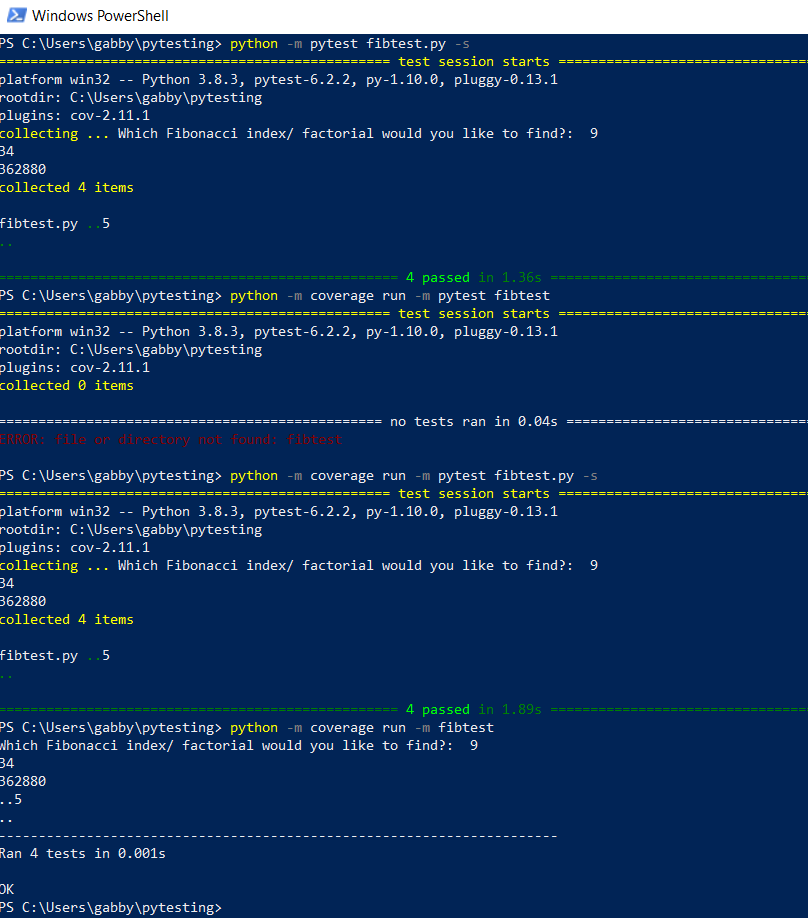 Windows PowerShell
PS C:\Users\gabby\pytesting> python -m pytest fibtest.py -s
================================================= test session starts ===============================
platform win32 -- Python 3.8.3, pytest-6.2.2, py-1.10.0, pluggy-0.13.1
rootdir: C:\Users\gabby\pytesting
plugins: cov-2.11.1
collecting ... Which Fibonacci index/ factorial would you like to find?:  9
34
362880
collected 4 items
fibtest.py ..5
..
================================================== 4 passed in 1.36s ================================
PS C:\Users\gabby\pytesting> python -m coverage run -m pytest fibtest
================================================= test session starts ===============================
platform win32 -- Python 3.8.3, pytest-6.2.2, py-1.10.0, pluggy-0.13.1
rootdir: C:\Users\gabby\pytesting
plugins: cov-2.11.1
collected 0 items
================================================ no tests ran in 0.04s ==============================
ERROR: file or directory not found: fibtest
PS C:\Users\gabby\pytesting> python -m coverage run -m pytest fibtest.py -s
================================================= test session starts ===============================
platform win32 -- Python 3.8.3, pytest-6.2.2, py-1.10.0, pluggy-0.13.1
rootdir: C:\Users\gabby\pytesting
plugins: cov-2.11.1
collecting ... Which Fibonacci index/ factorial would you like to find?:  9
34
362880
collected 4 items
fibtest.py ..5
..
================================================== 4 passed in 1.89s ================================
PS C:\Users\gabby\pytesting> python -m coverage run -m fibtest
Which Fibonacci index/ factorial would you like to find?:  9
34
362880
..5
..
----------------------------------------------------------------------
Ran 4 tests in 0.001s
OK
PS C:\Users\gabby\pytesting>